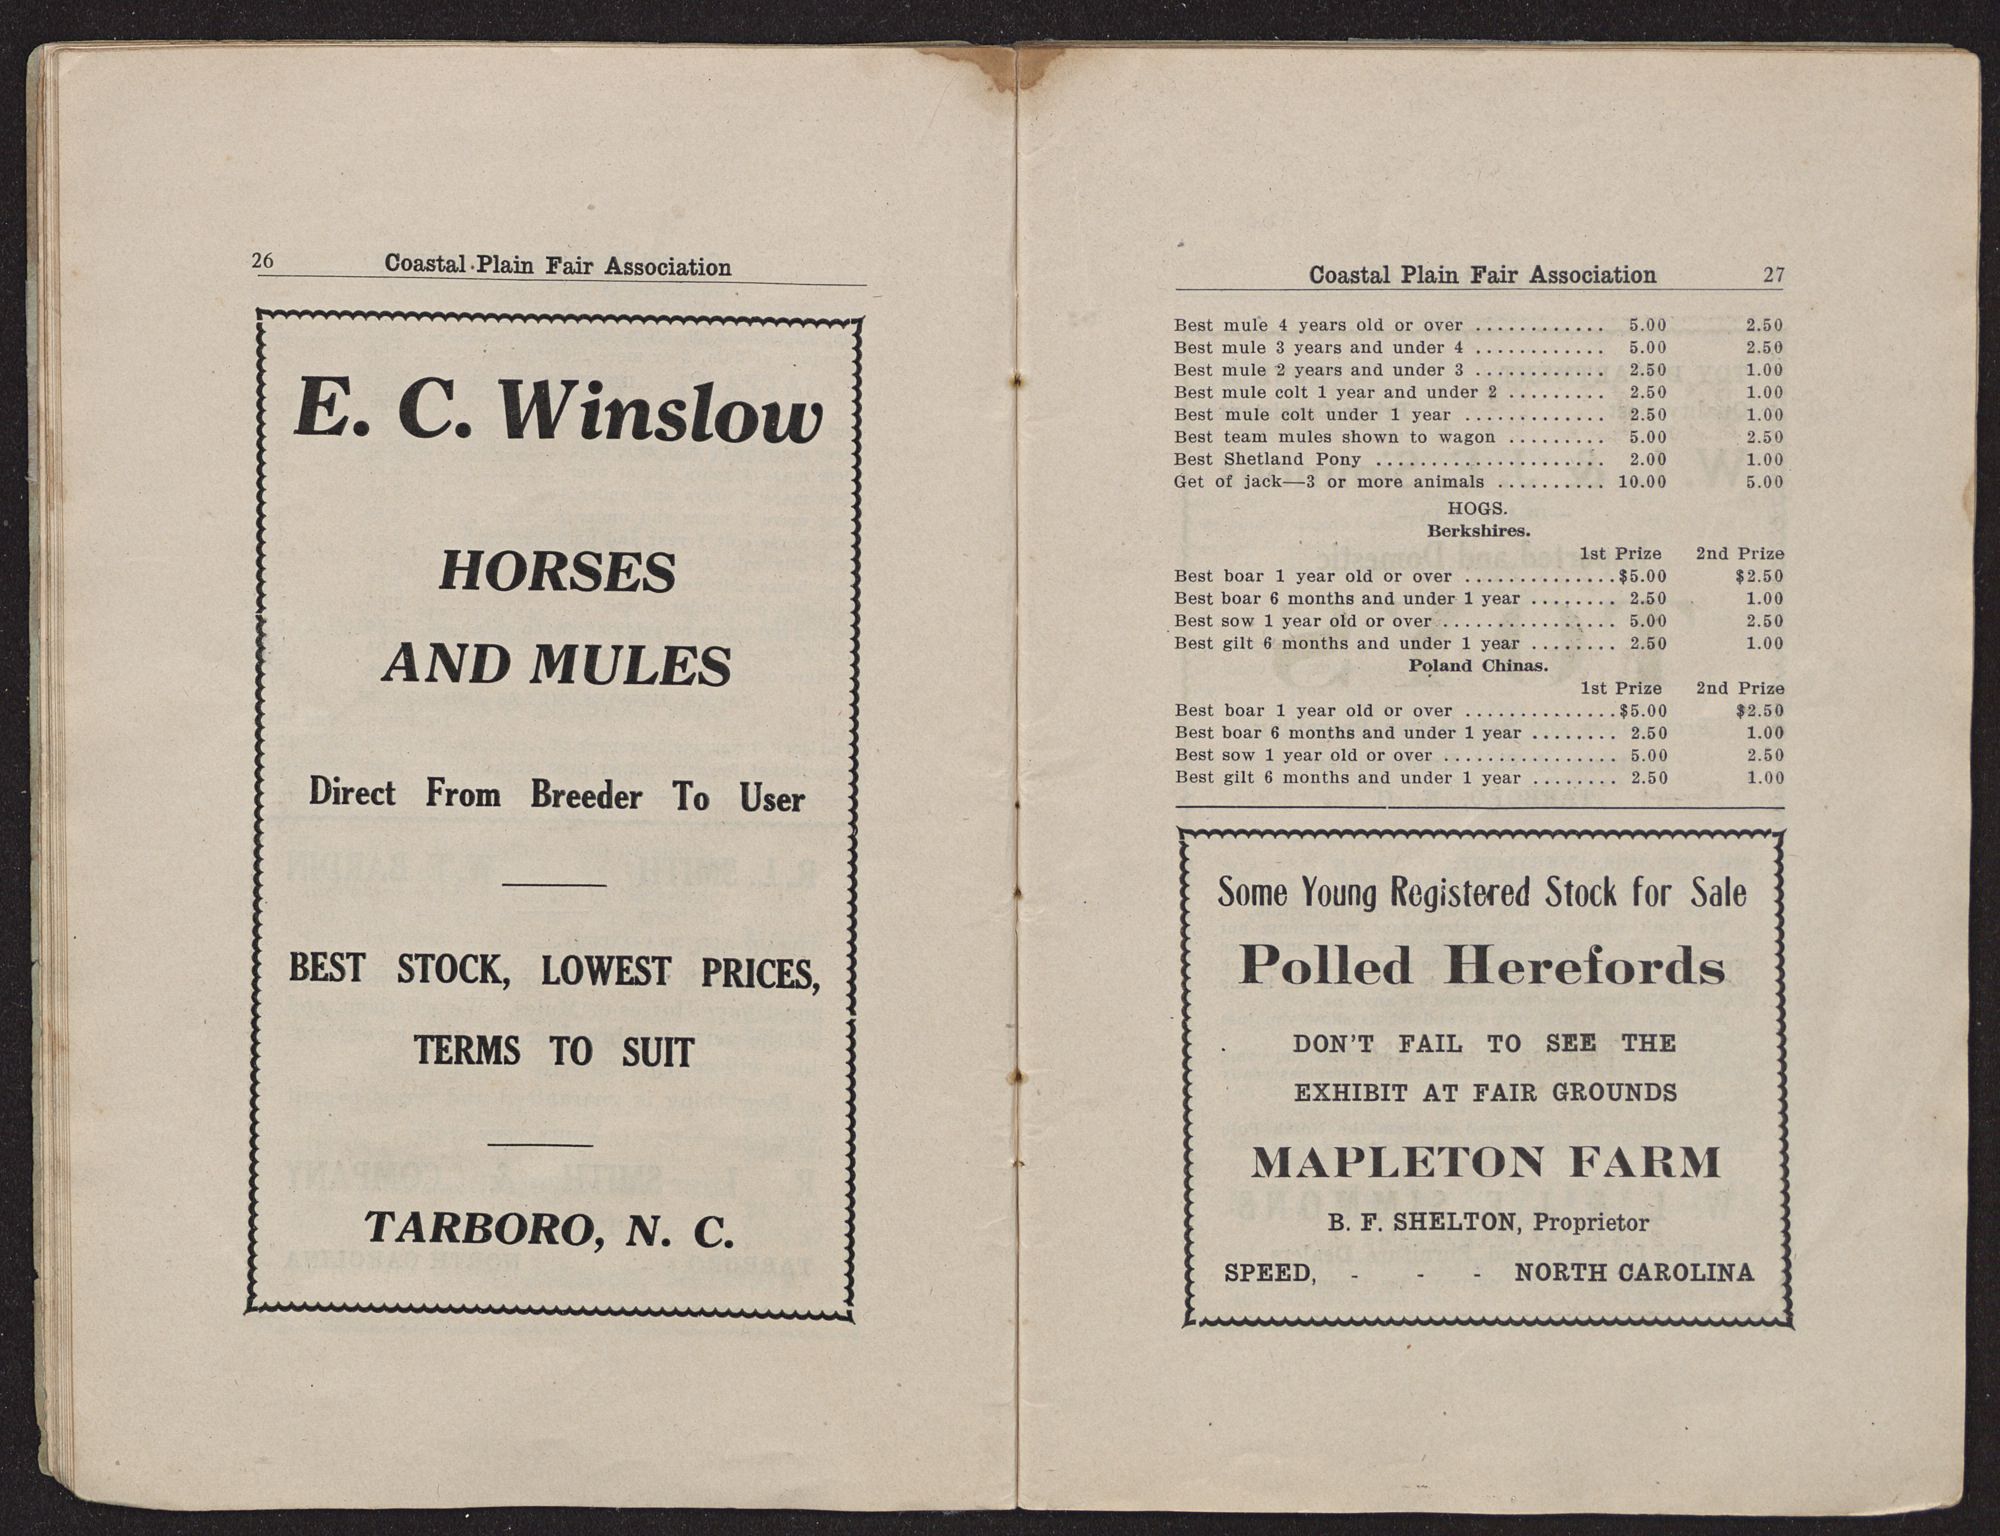 26 Coastal Plain Fair Association
E. C. Winslow
HORSES
AND MULES
Direct From Breeder To User
BEST STOCK, LOWEST PRICES,
TERMS TO SUIT
TARBORO, N. C.
Coastal Plain Fair Association 27
Best mule 4 years old or over ............ 5.00 2.50
Best mule 3 years and under 4 ............ 5.00 2.50
Best mule 2 years and under 3 ............ 2.50 1.00
Best mule colt 1 year and under 2 ......... 2.50 1.00
Best mule colt under 1 year ............. 2.50 1.00
Best team mules shown to wagon ......... 5.00 2.50
Best Shetland Pony ..................... 2.00 1.00
Get of jack—3 or more animals .......... 10.00 5.00
HOGS.
Berkshires.
1st Prize 2nd Prize
Best boar 1 year old or over ..............$5.00 $2.50
Best boar 6 months and under 1 year ........ 2.50 1.00
Best sow 1 year old or over ................ 5.00 2.50
Best gilt 6 months and under 1 year ........ 2.50 1.00
Poland Chinas.
1st Prize 2nd Prize
Best boar 1 year old or over ..............$5.00 $2.50
Best boar 6 months and under 1 year ........ 2.50 1.00
Best sow 1 year old or over ................ 5.00 2.50
Best gilt 6 months and under 1 year ........ 2.50 1.00
Some Young Registered Stock for Sale
Polled Herefords
DON'T FAIL TO SEE THE
EXHIBIT AT FAIR GROUNDS
MAPLETON FARM
B. F. SHELTON, Proprietor
SPEED, - - - NORTH CAROLINA